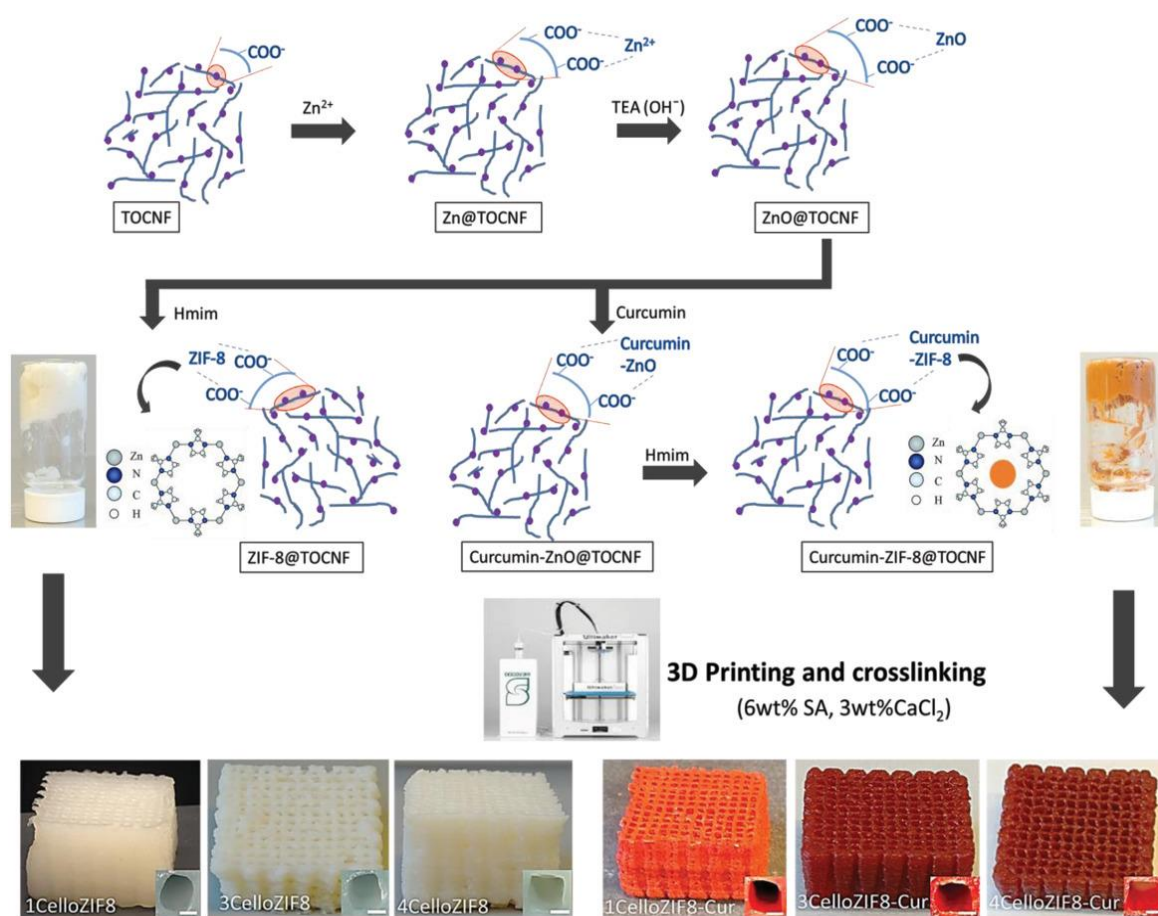 COO⁻
COO⁻
Zn²⁺
COO⁻
COO⁻
ZnO
COO⁻
Zn²⁺
TEA (OH⁻)
TOCNF
Zn@TOCNF
ZnO@TOCNF
Hmim
Curcumin
ZIF-8
COO⁻
COO⁻
COO⁻
Curcumin
-ZnO
COO⁻
COO⁻
Curcumin
-ZIF-8
COO⁻
Zn
N
C
H
Hmim
Zn
N
C
H
ZIF-8@TOCNF
Curcumin-ZnO@TOCNF
Curcumin-ZIF-8@TOCNF
Ultimaker
3D Printing and crosslinking
(6wt% SA, 3wt%CaCl₂)
1CelloZIF8
3CelloZIF8
4CelloZIF8
1CelloZIF8-Cur
3CelloZIF8-Cur
4CelloZIF8-Cur